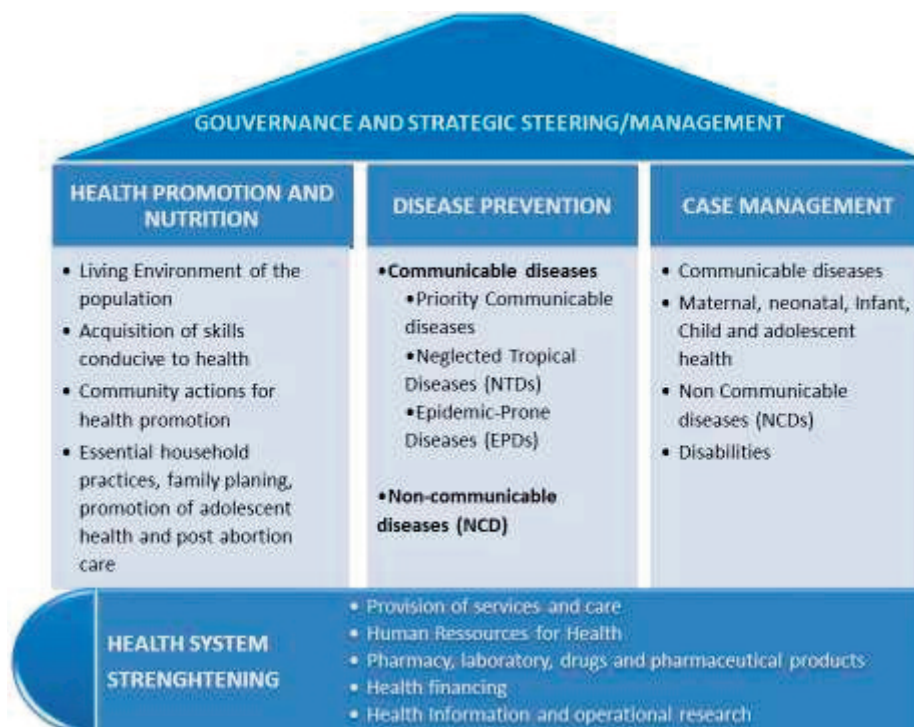 GOUVERNANCE AND STRATEGIC STEERING/MANAGEMENT
HEALTH PROMOTION AND
NUTRITION
• Living Environment of the
population
• Acquisition of skills
conducive to health
• Community actions for
health promotion
• Essential household
practices, family planing,
promotion of adolescent
health and post abortion
care
DISEASE PREVENTION
•Communicable diseases
•Priority Communicable
diseases
•Neglected Tropical
Diseases (NTDs)
•Epidemic-Prone
Diseases (EPDs)
•Non-communicable
diseases (NCD)
CASE MANAGEMENT
• Communicable diseases
• Maternal, neonatal, Infant,
Child and adolescent
health
• Non Communicable
diseases (NCDs)
• Disabilities
HEALTH SYSTEM
STRENGHTENING
• Provision of services and care
• Human Ressources for Health
• Pharmacy, laboratory, drugs and pharmaceutical products
• Health financing
• Health Information and operational research